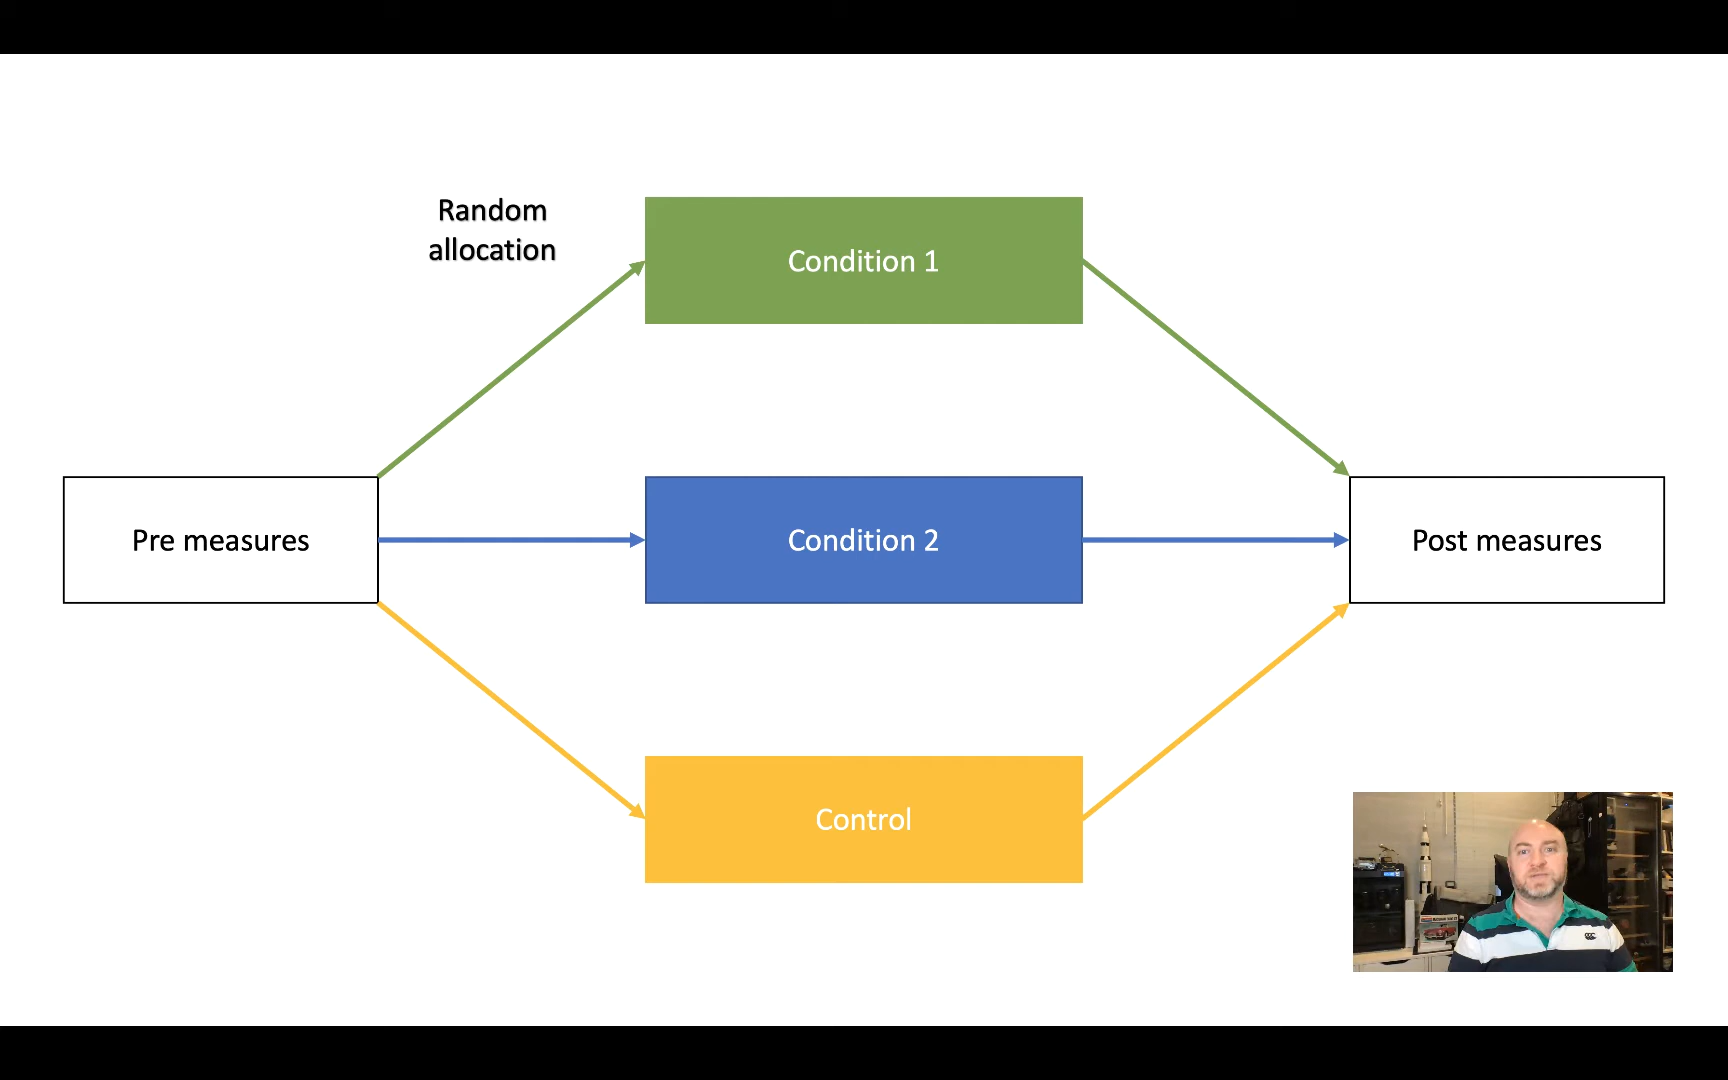 Random
allocation
Condition 1
Pre measures
Condition 2
Post measures
Control